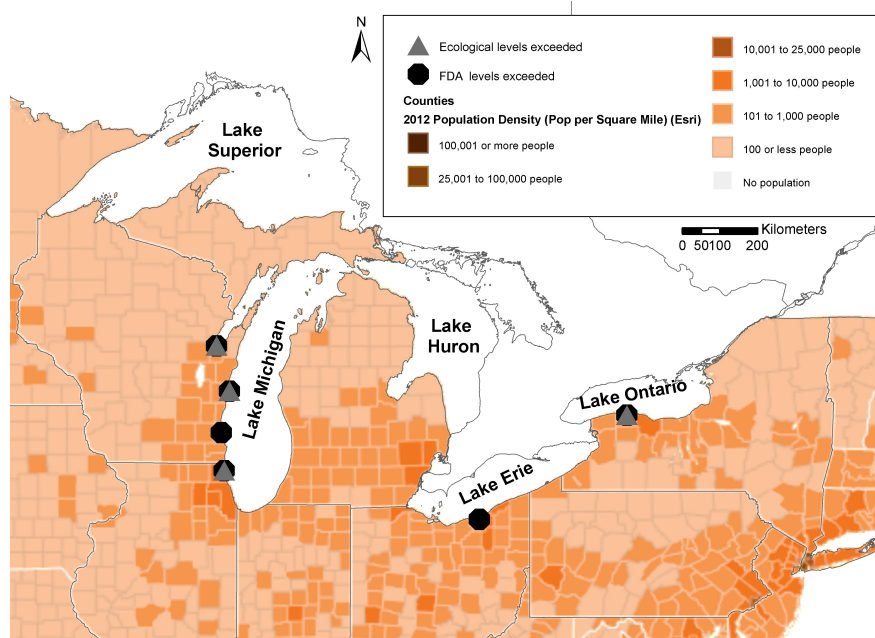 N
Ecological levels exceeded
FDA levels exceeded
Counties
2012 Population Density (Pop per Square Mile) (Esri)
100,001 or more people
25,001 to 100,000 people
10,001 to 25,000 people
1,001 to 10,000 people
101 to 1,000 people
100 or less people
No population
Kilometers
0 50100 200
Lake
Superior
Lake Michigan
Lake
Huron
Lake Ontario
Lake Erie